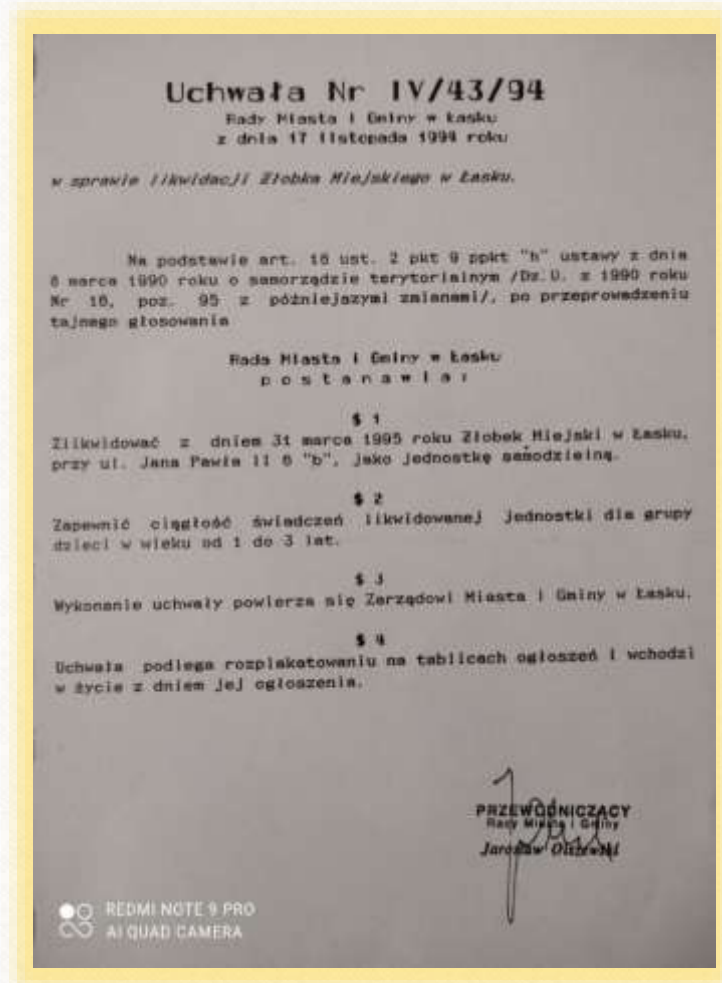 Uchwała Nr IV/43/94
Rady Miasta i Gminy w Łasku
z dnia 17 listopada 1994 roku
w sprawie likwidacji Żłobka Miejskiego w Łasku.
Na podstawie art. 18 ust. 2 pkt 9 ppkt "h" ustawy z dnia
8 marca 1990 roku o samorządzie terytorialnym /Dz.U. z 1990 roku
Nr 16, poz. 95 z późniejszymi zmianami/, po przeprowadzeniu
tajnego głosowania
Rada Miasta i Gminy w Łasku
p o s t a n a w i a :
§ 1
Zlikwidować z dniem 31 marca 1995 roku Żłobek Miejski w Łasku,
przy ul. Jana Pawła II 6 "b", jako jednostkę samodzielną.
§ 2
Zapewnić ciągłość świadczeń likwidowanej jednostki dla grupy
dzieci w wieku od 1 do 3 lat.
§ 3
Wykonanie uchwały powierza się Zarządowi Miasta i Gminy w Łasku.
§ 4
Uchwała podlega rozplakatowaniu na tablicach ogłoszeń i wchodzi
w życie z dniem jej ogłoszenia.
PRZEWODNICZĄCY
Rady Miasta i Gminy
Jarosław Olszewski
REDMI NOTE 9 PRO
AI QUAD CAMERA